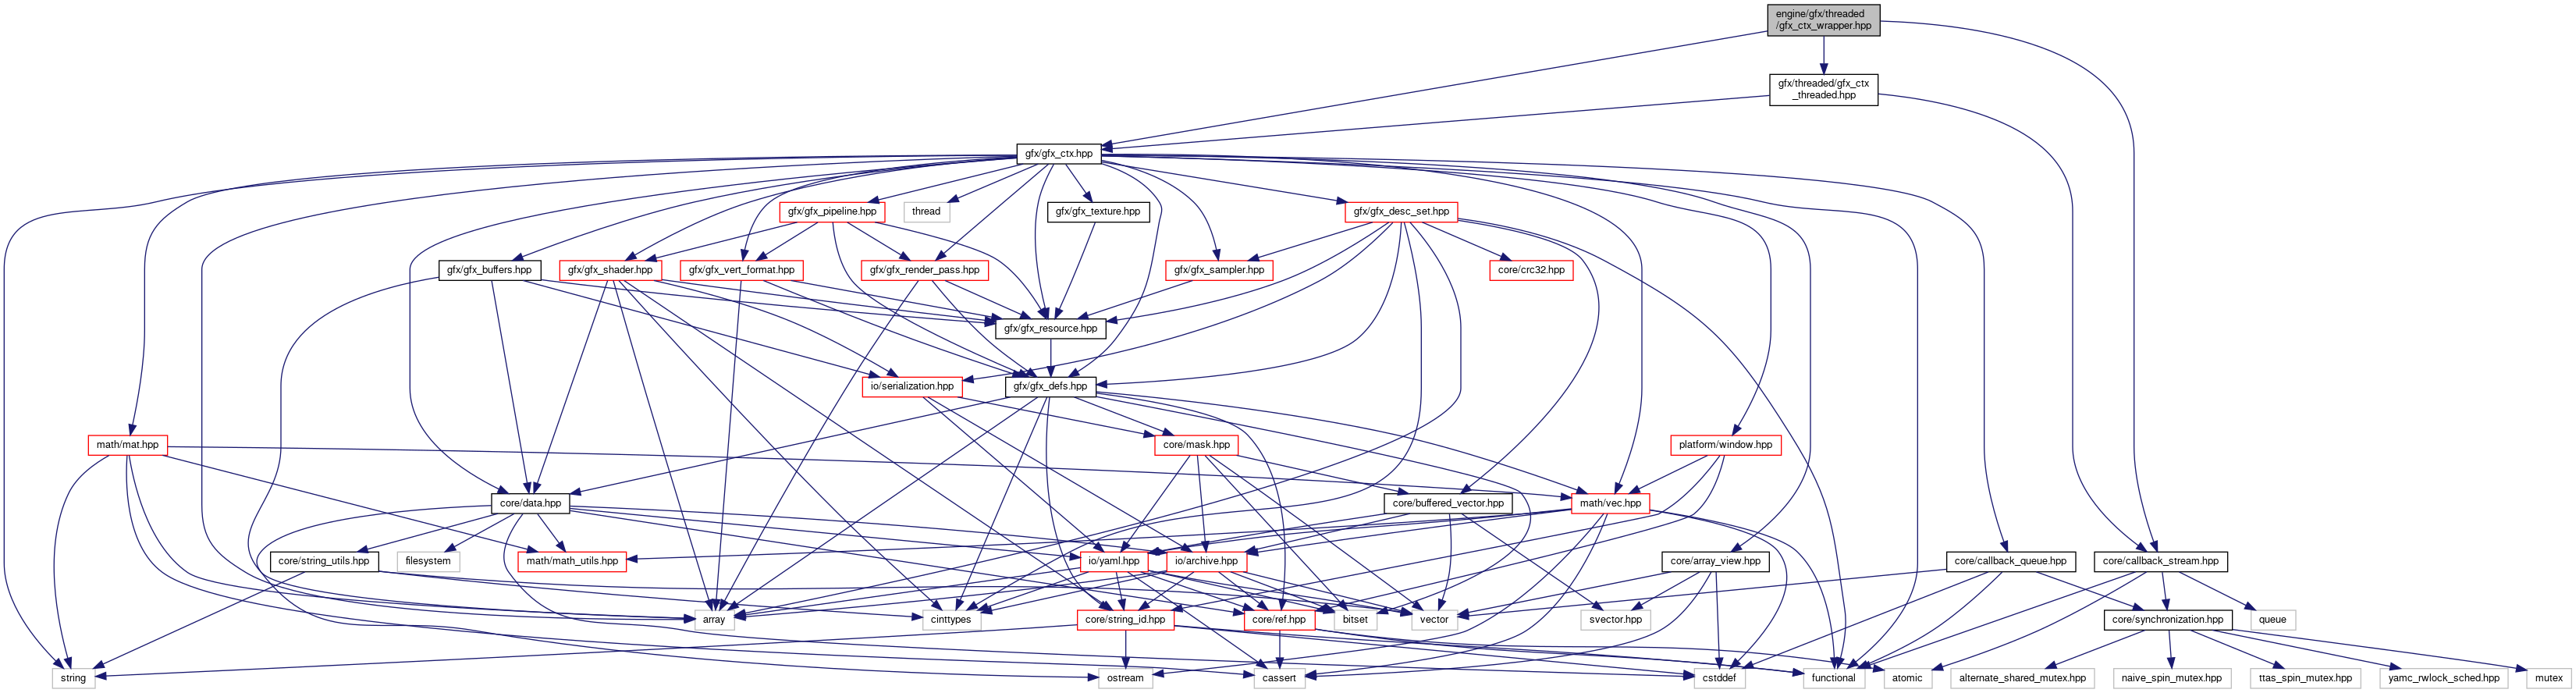 engine/gfx/threaded
/gfx_ctx_wrapper.hpp
gfx/threaded/gfx_ctx
_threaded.hpp
gfx/gfx_ctx.hpp
gfx/gfx_pipeline.hpp
thread
gfx/gfx_texture.hpp
gfx/gfx_desc_set.hpp
gfx/gfx_buffers.hpp
gfx/gfx_shader.hpp
gfx/gfx_vert_format.hpp
gfx/gfx_render_pass.hpp
gfx/gfx_sampler.hpp
core/crc32.hpp
gfx/gfx_resource.hpp
io/serialization.hpp
gfx/gfx_defs.hpp
math/mat.hpp
core/mask.hpp
platform/window.hpp
core/data.hpp
core/buffered_vector.hpp
math/vec.hpp
core/string_utils.hpp
filesystem
math/math_utils.hpp
io/yaml.hpp
io/archive.hpp
core/array_view.hpp
core/callback_queue.hpp
core/callback_stream.hpp
array
cinttypes
core/string_id.hpp
core/ref.hpp
bitset
vector
svector.hpp
core/synchronization.hpp
queue
string
ostream
cassert
cstddef
functional
atomic
alternate_shared_mutex.hpp
naive_spin_mutex.hpp
ttas_spin_mutex.hpp
yamc_rwlock_sched.hpp
mutex